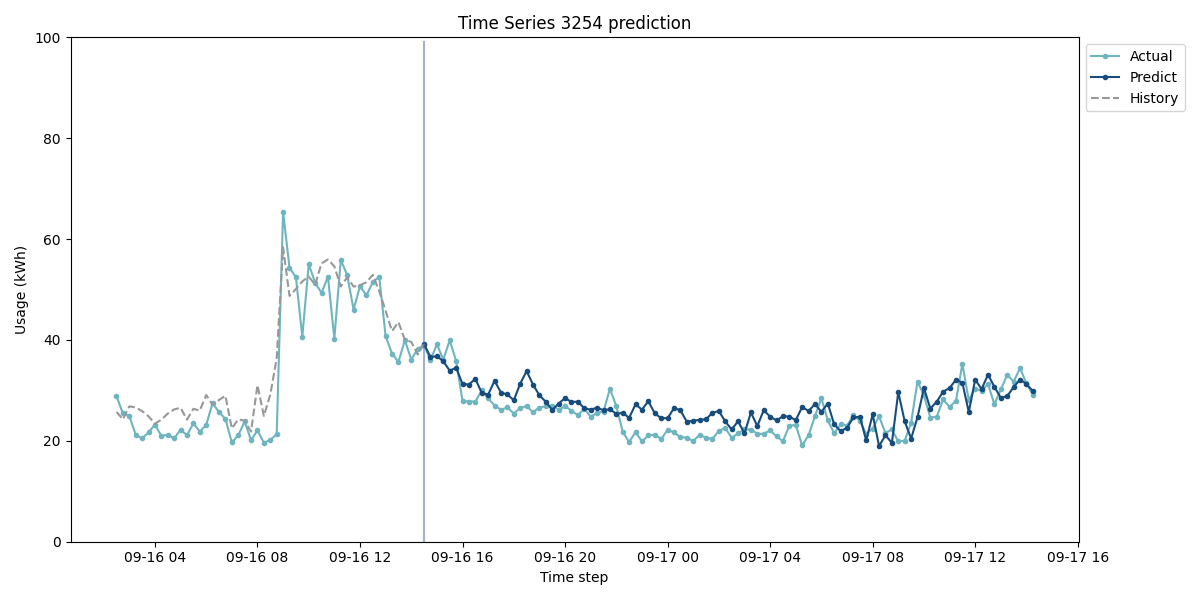 Time Series 3254 prediction
100
80
60
40
20
0
Usage (kWh)
09-16 04
09-16 08
09-16 12
09-16 16
09-16 20
09-17 00
09-17 04
09-17 08
09-17 12
09-17 16
Time step
Actual
Predict
History